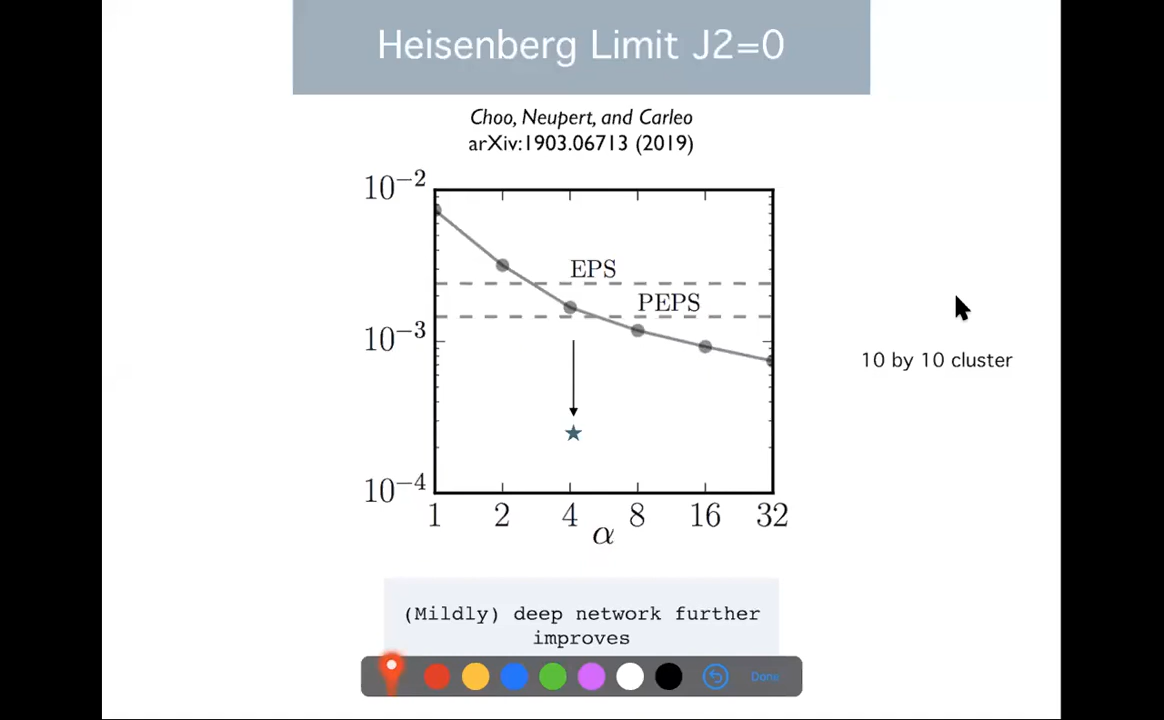 Heisenberg Limit J2=0
Choo, Neupert, and Carleo
arXiv:1903.06713 (2019)
10⁻²
EPS
PEPS
10⁻³
10 by 10 cluster
10⁻⁴
1 2 4 8 16 32
α
(Mildly) deep network further
improves
Done